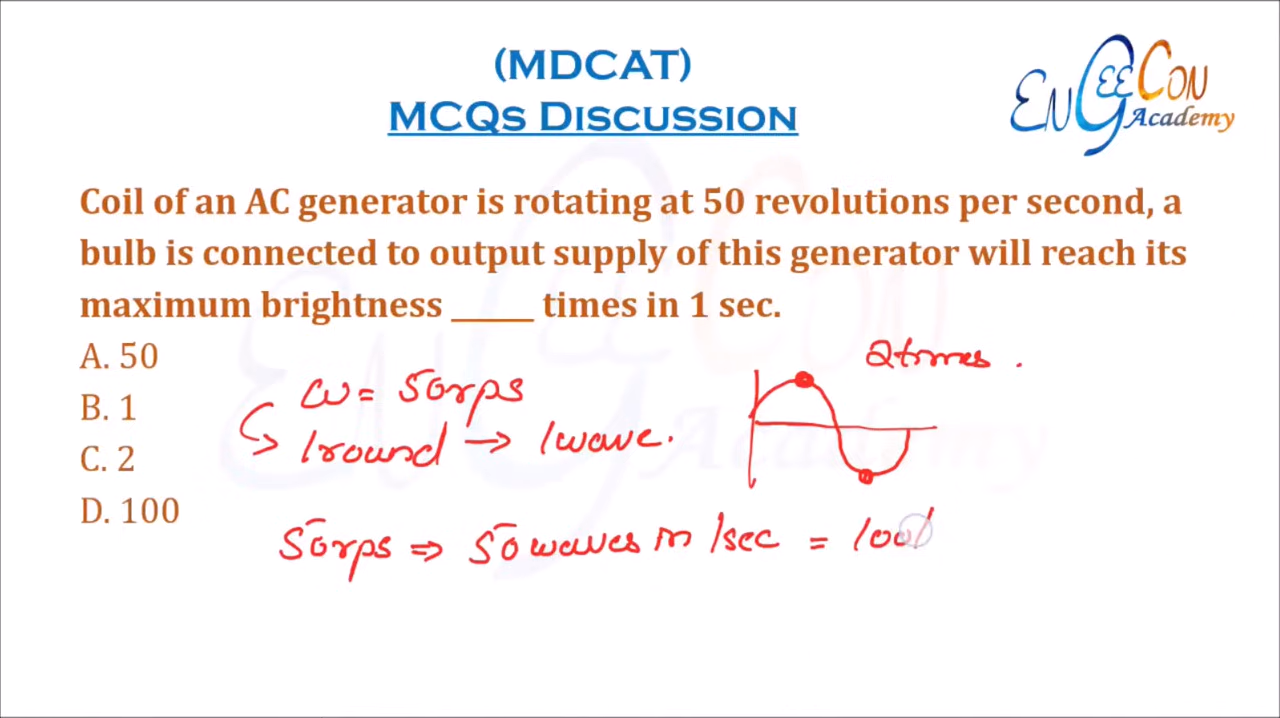 (MDCAT)
MCQs Discussion
EnGeeCon
Academy
Coil of an AC generator is rotating at 50 revolutions per second, a
bulb is connected to output supply of this generator will reach its
maximum brightness _____ times in 1 sec.
A. 50
B. 1
C. 2
D. 100
2times.
ω = 50rps
1round → 1wave.
50rps ⇒ 50waves in 1sec = 100/